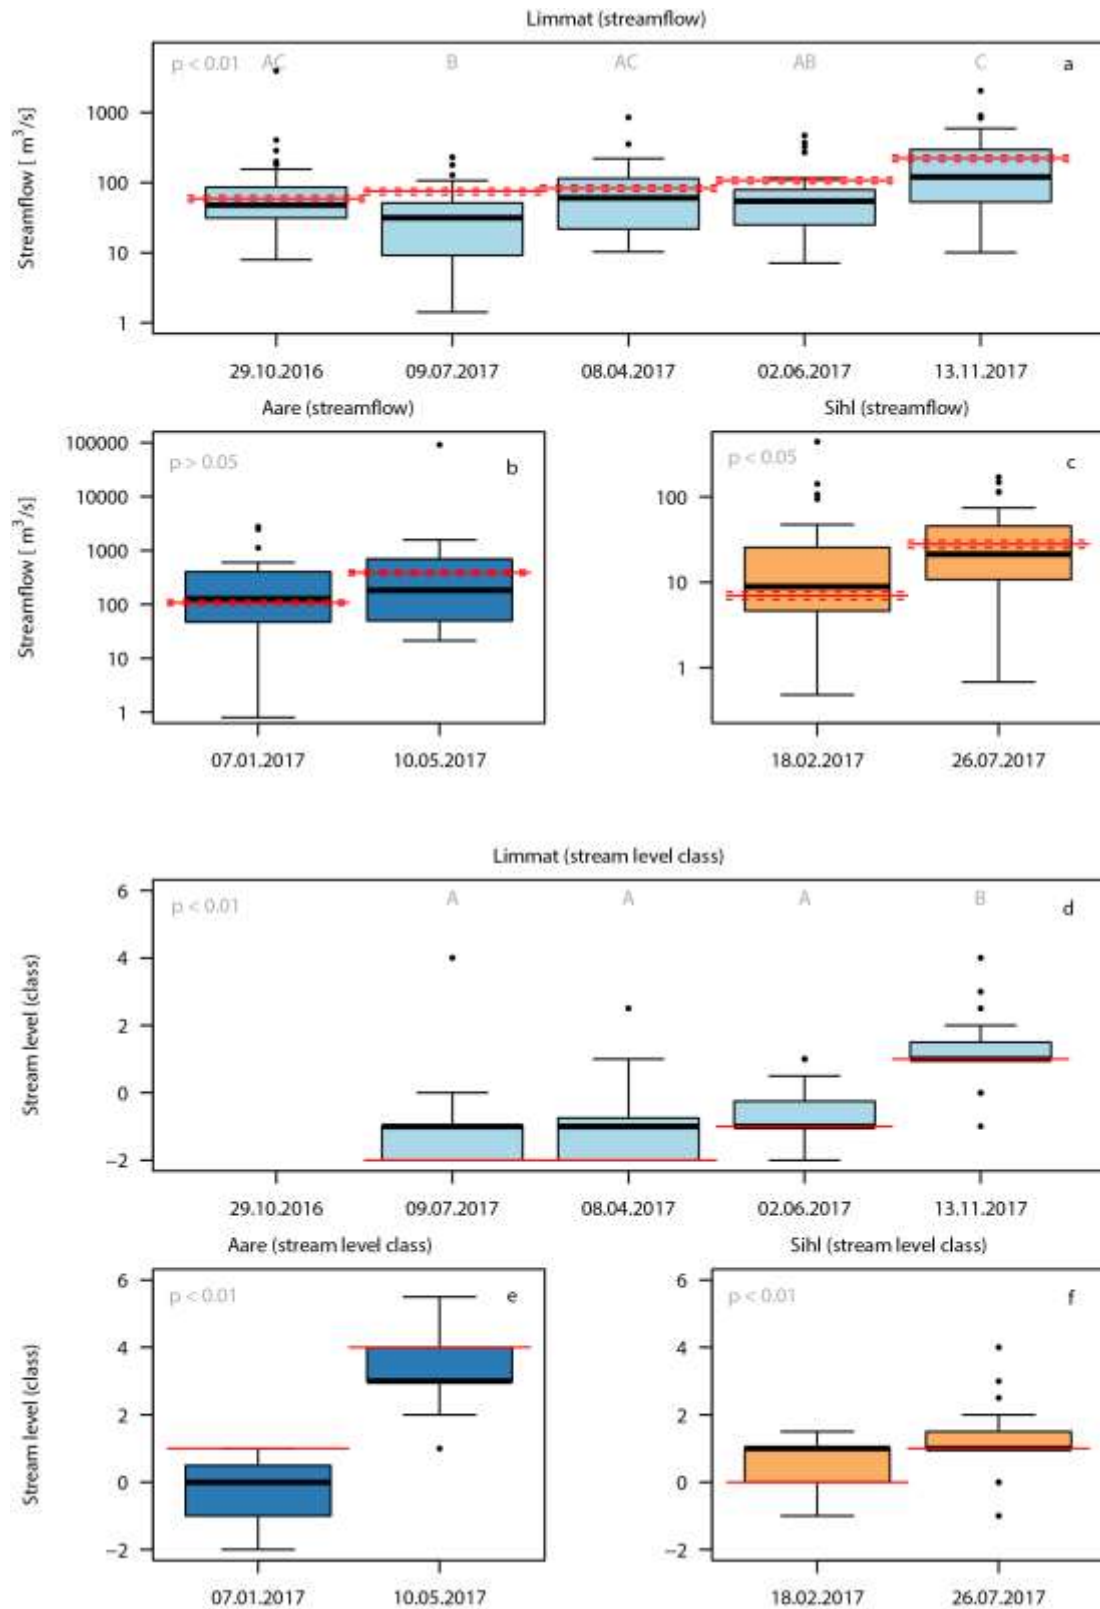 Limmat (streamflow)
p < 0.01 AC B AC AB C a
Streamflow [ m³/s]
1000
100
10
1
29.10.2016 09.07.2017 08.04.2017 02.06.2017 13.11.2017
Aare (streamflow)
p > 0.05 b
Streamflow [ m³/s]
100000
10000
1000
100
10
1
07.01.2017 10.05.2017
Sihl (streamflow)
p < 0.05 c
100
10
1
18.02.2017 26.07.2017
Limmat (stream level class)
p < 0.01 A A A B d
Stream level (class)
6
4
2
0
−2
29.10.2016 09.07.2017 08.04.2017 02.06.2017 13.11.2017
Aare (stream level class)
p < 0.01 e
Stream level (class)
6
4
2
0
−2
07.01.2017 10.05.2017
Sihl (stream level class)
p < 0.01 f
6
4
2
0
−2
18.02.2017 26.07.2017